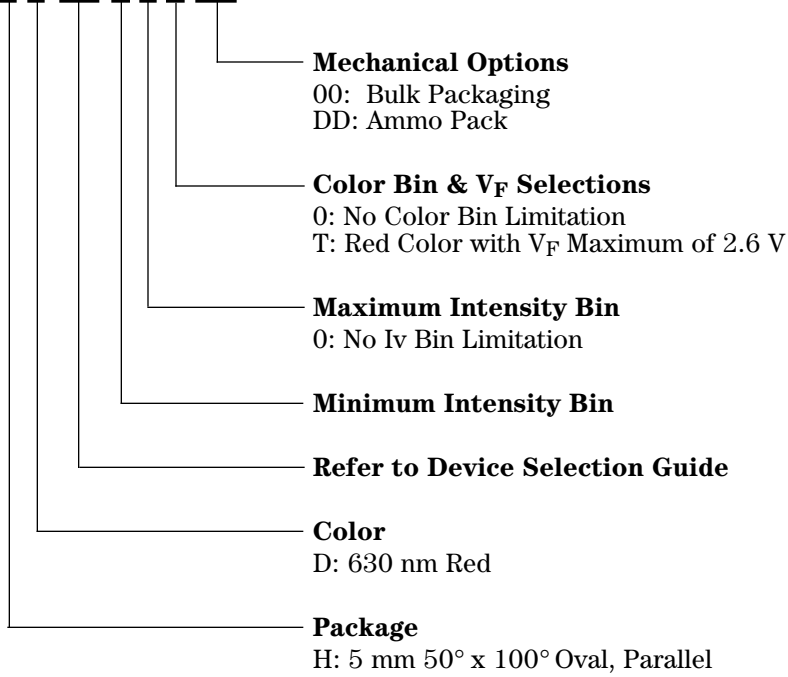 Mechanical Options
00: Bulk Packaging
DD: Ammo Pack
Color Bin & VF Selections
0: No Color Bin Limitation
T: Red Color with VF Maximum of 2.6 V
Maximum Intensity Bin
0: No Iv Bin Limitation
Minimum Intensity Bin
Refer to Device Selection Guide
Color
D: 630 nm Red
Package
H: 5 mm 50° x 100° Oval, Parallel